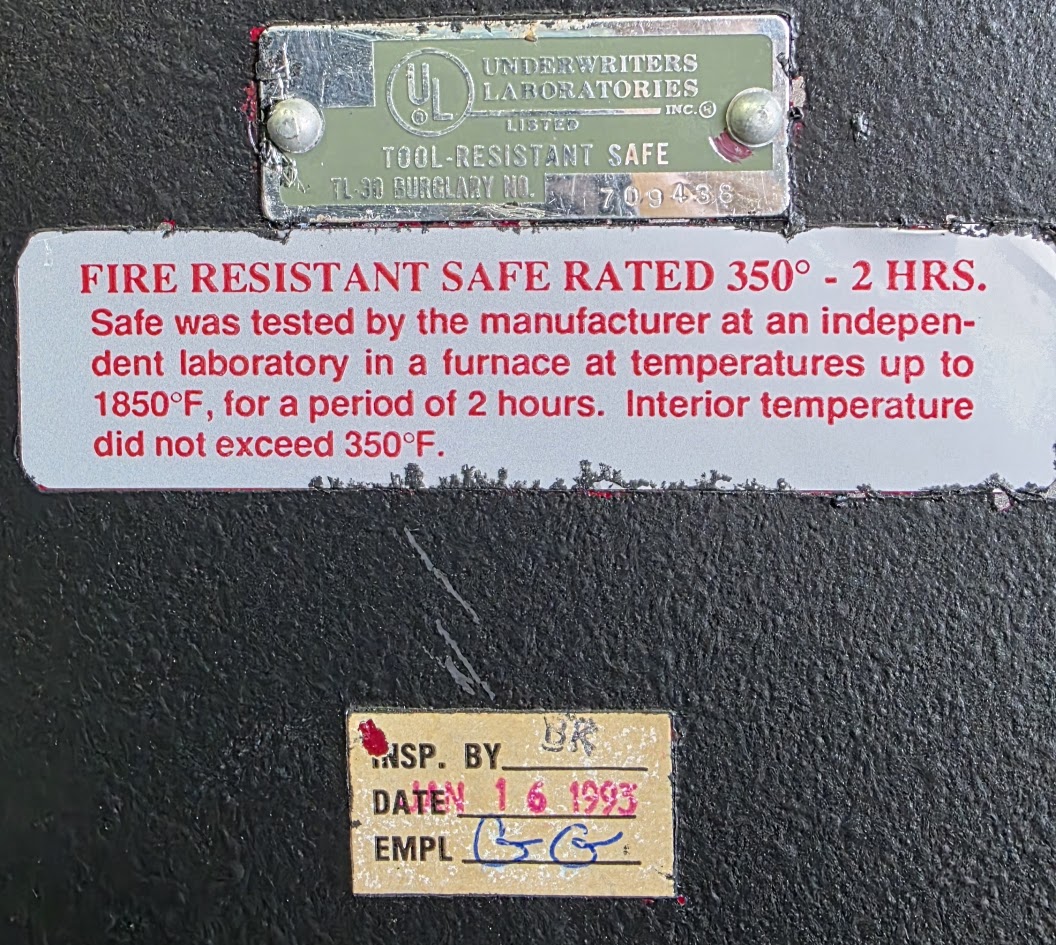 UL
®
UNDERWRITERS
LABORATORIES
INC.®
LISTED
TOOL-RESISTANT SAFE
TL-30 BURGLARY NO. 709436
FIRE RESISTANT SAFE RATED 350° - 2 HRS.
Safe was tested by the manufacturer at an indepen-
dent laboratory in a furnace at temperatures up to
1850°F, for a period of 2 hours. Interior temperature
did not exceed 350°F.
INSP. BY BR
DATE JAN 16 1993
EMPL